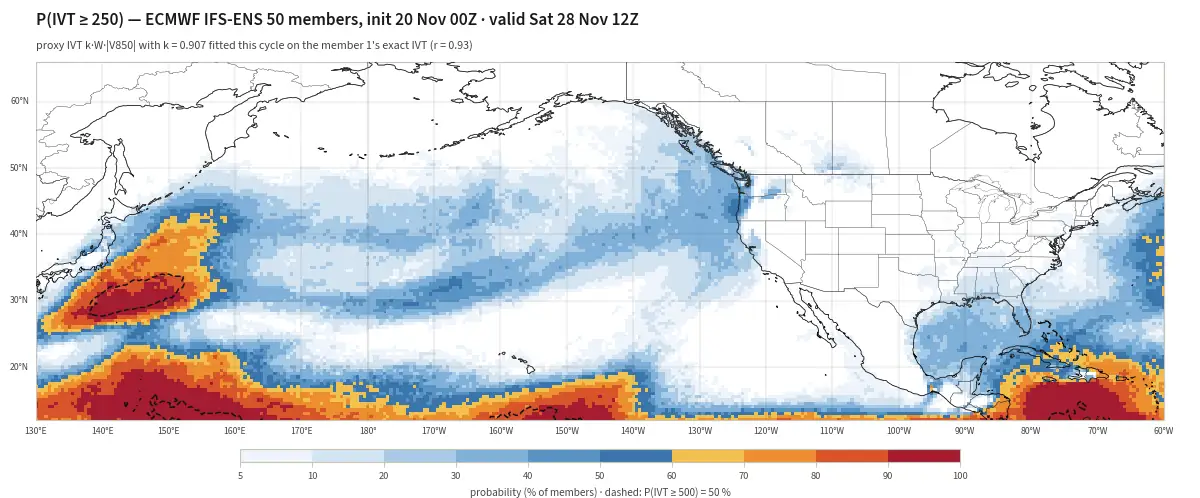 P(IVT ≥ 250) — ECMWF IFS-ENS 50 members, init 20 Nov 00Z · valid Sat 28 Nov 12Z
proxy IVT k·W·|V850| with k = 0.907 fitted this cycle on the member 1's exact IVT (r = 0.93)
60°N
50°N
40°N
30°N
20°N
130°E 140°E 150°E 160°E 170°E 180° 170°W 160°W 150°W 140°W 130°W 120°W 110°W 100°W 90°W 80°W 70°W 60°W
5 10 20 30 40 50 60 70 80 90 100
probability (% of members) · dashed: P(IVT ≥ 500) = 50 %